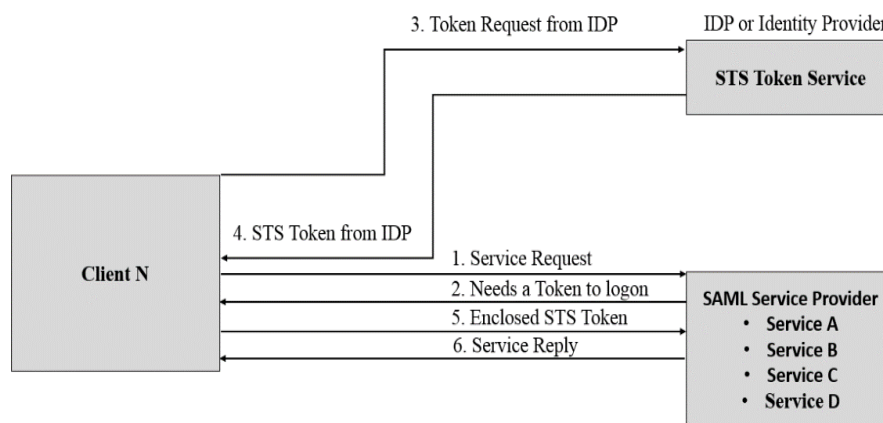 3. Token Request from IDP
IDP or Identity Provider
STS Token Service
4. STS Token from IDP
Client N
1. Service Request
2. Needs a Token to logon
5. Enclosed STS Token
6. Service Reply
SAML Service Provider
• Service A
• Service B
• Service C
• Service D